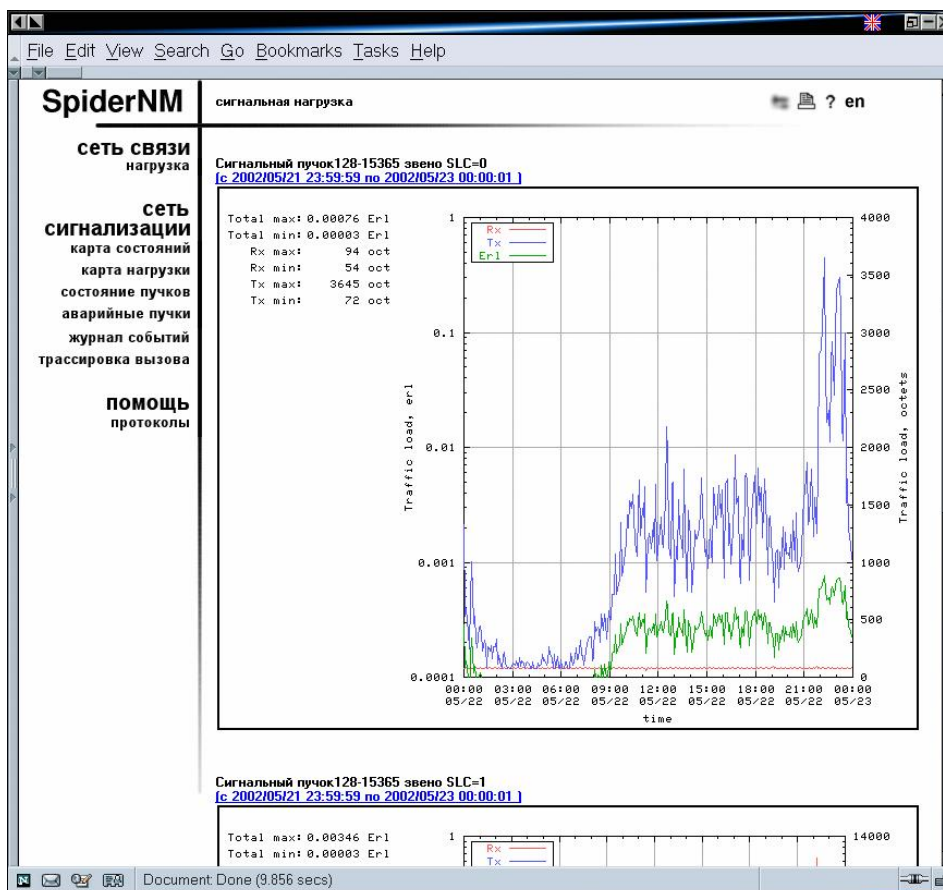 File Edit View Search Go Bookmarks Tasks Help
SpiderNM
сигнальная нагрузка
? en
сеть связи
нагрузка
сеть
сигнализации
карта состояний
карта нагрузки
состояние пучков
аварийные пучки
журнал событий
трассировка вызова
помощь
протоколы
Сигнальный пучок128-15365 звено SLC=0
(с 2002/05/21 23:59:59 по 2002/05/23 00:00:01 )
Total max: 0.00076 Erl
Total min: 0.00003 Erl
Rx max: 94 oct
Rx min: 54 oct
Tx max: 3645 oct
Tx min: 72 oct
Rx
Tx
Erl
1
0.1
0.01
0.001
0.0001
Traffic load, erl
4000
3500
3000
2500
2000
1500
1000
500
0
Traffic load, octets
00:00 03:00 06:00 09:00 12:00 15:00 18:00 21:00 00:00
05/22 05/22 05/22 05/22 05/22 05/22 05/22 05/22 05/23
time
Сигнальный пучок128-15365 звено SLC=1
(с 2002/05/21 23:59:59 по 2002/05/23 00:00:01 )
Total max: 0.00346 Erl
Total min: 0.00003 Erl
1
Rx
Tx
14000
Document: Done (9.856 secs)